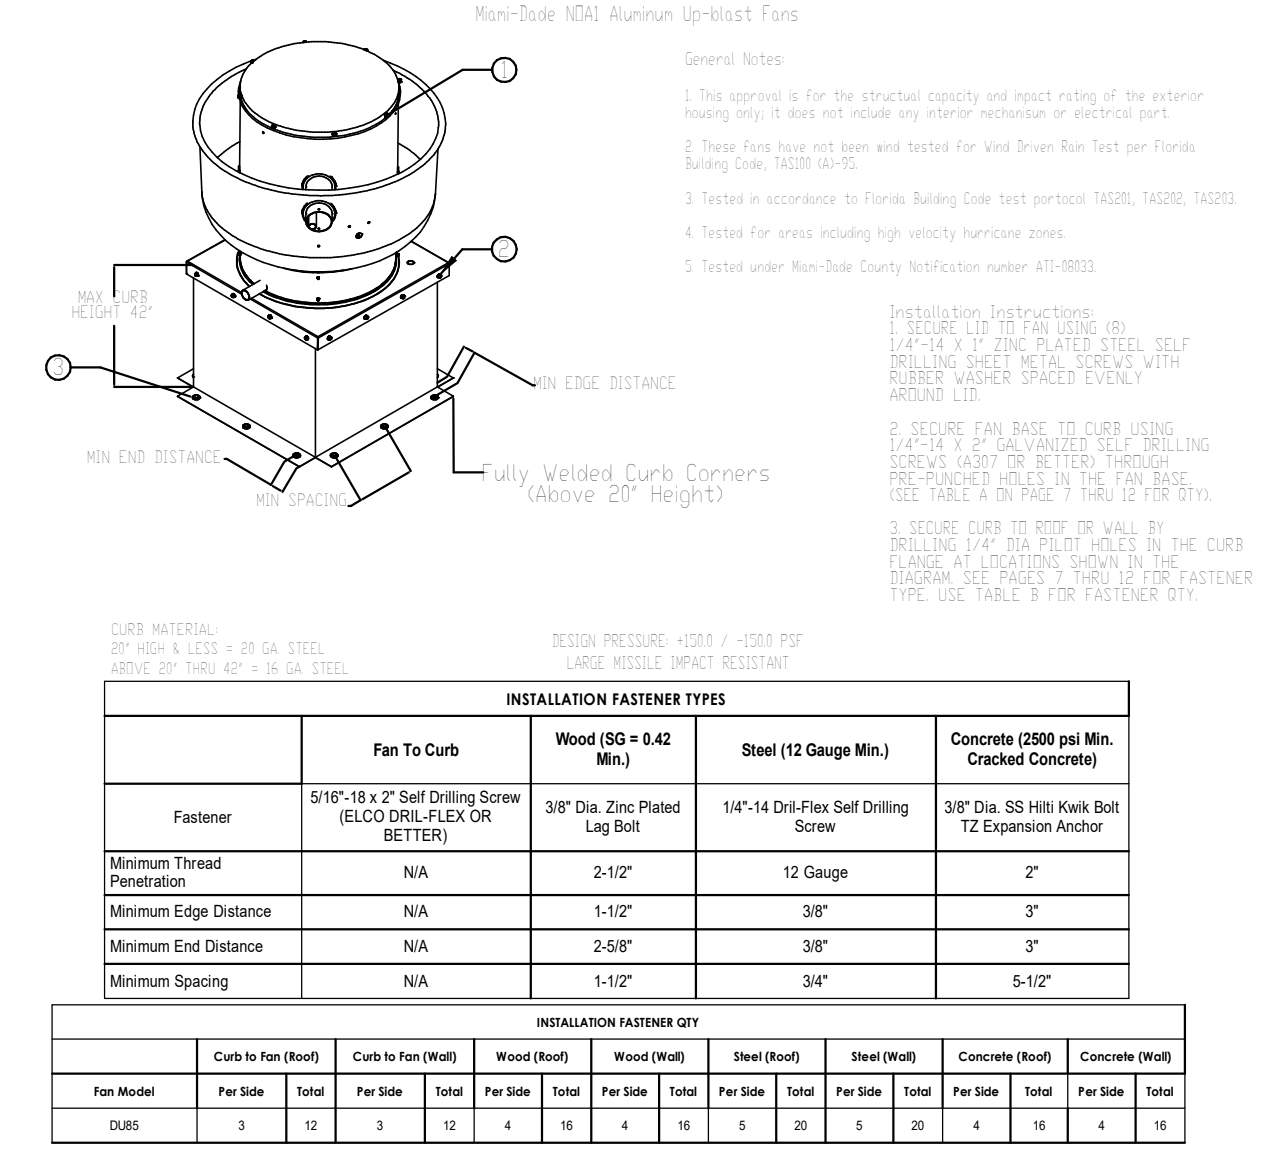 Miami-Dade NOA1 Aluminum Up-blast Fans
1
2
3
MAX CURB
HEIGHT 42"
MIN EDGE DISTANCE
MIN END DISTANCE
MIN SPACING
Fully Welded Curb Corners
(Above 20" Height)
General Notes:
1. This approval is for the structual capacity and impact rating of the exterior
housing only; it does not include any interior mechanisum or electrical part.
2. These fans have not been wind tested for Wind Driven Rain Test per Florida
Building Code, TAS100 (A)-95.
3. Tested in accordance to Florida Building Code test portocol TAS201, TAS202, TAS203.
4. Tested for areas including high velocity hurricane zones.
5. Tested under Miami-Dade County Notification number ATI-08033.
Installation Instructions:
1. SECURE LID TO FAN USING (8)
1/4"-14 X 1" ZINC PLATED STEEL SELF
DRILLING SHEET METAL SCREWS WITH
RUBBER WASHER SPACED EVENLY
AROUND LID.
2. SECURE FAN BASE TO CURB USING
1/4"-14 X 2" GALVANIZED SELF DRILLING
SCREWS (A307 OR BETTER) THROUGH
PRE-PUNCHED HOLES IN THE FAN BASE.
(SEE TABLE A ON PAGE 7 THRU 12 FOR QTY).
3. SECURE CURB TO ROOF OR WALL BY
DRILLING 1/4" DIA PILOT HOLES IN THE CURB
FLANGE AT LOCATIONS SHOWN IN THE
DIAGRAM. SEE PAGES 7 THRU 12 FOR FASTENER
TYPE. USE TABLE B FOR FASTENER QTY.
CURB MATERIAL:
20" HIGH & LESS = 20 GA. STEEL
ABOVE 20" THRU 42" = 16 GA. STEEL
DESIGN PRESSURE: +150.0 / -150.0 PSF
LARGE MISSILE IMPACT RESISTANT
INSTALLATION FASTENER TYPES
Fan To Curb Wood (SG = 0.42 Min.) Steel (12 Gauge Min.) Concrete (2500 psi Min. Cracked Concrete)
Fastener 5/16"-18 x 2" Self Drilling Screw (ELCO DRIL-FLEX OR BETTER) 3/8" Dia. Zinc Plated Lag Bolt 1/4"-14 Dril-Flex Self Drilling Screw 3/8" Dia. SS Hilti Kwik Bolt TZ Expansion Anchor
Minimum Thread Penetration N/A 2-1/2" 12 Gauge 2"
Minimum Edge Distance N/A 1-1/2" 3/8" 3"
Minimum End Distance N/A 2-5/8" 3/8" 3"
Minimum Spacing N/A 1-1/2" 3/4" 5-1/2"
INSTALLATION FASTENER QTY
Curb to Fan (Roof) Curb to Fan (Wall) Wood (Roof) Wood (Wall) Steel (Roof) Steel (Wall) Concrete (Roof) Concrete (Wall)
Fan Model Per Side Total Per Side Total Per Side Total Per Side Total Per Side Total Per Side Total Per Side Total Per Side Total
DU85 3 12 3 12 4 16 4 16 5 20 5 20 4 16 4 16